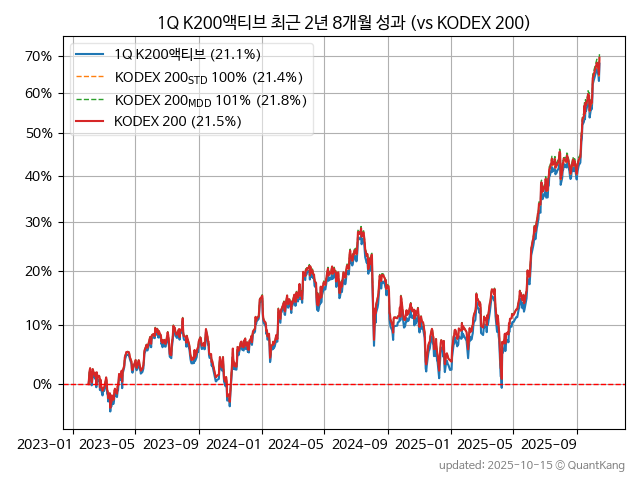 1Q K200액티브 최근 2년 8개월 성과 (vs KODEX 200)
1Q K200액티브 (21.1%)
KODEX 200STD 100% (21.4%)
KODEX 200MDD 101% (21.8%)
KODEX 200 (21.5%)
70%
60%
50%
40%
30%
20%
10%
0%
2023-01 2023-05 2023-09 2024-01 2024-05 2024-09 2025-01 2025-05 2025-09
updated: 2025-10-15 © QuantKang